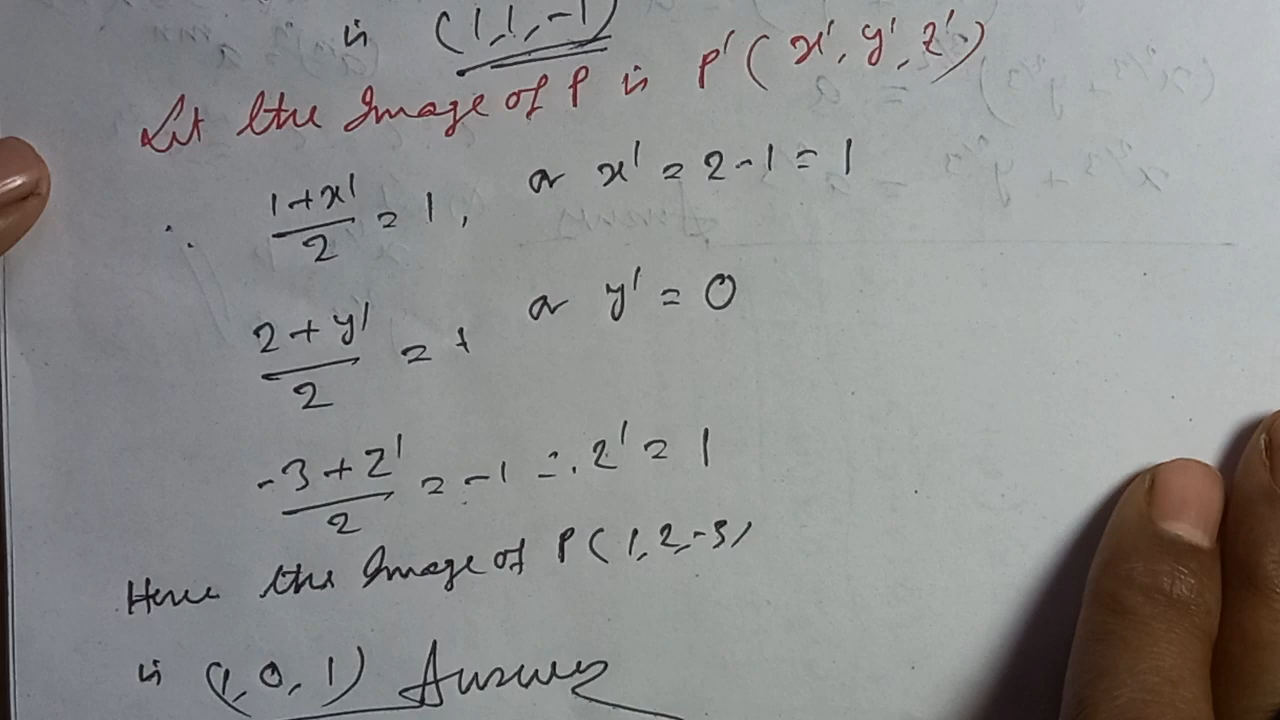 is (1,1,-1)
Let the Image of P is P' (x', y', z')
∴ (1+x')/2 = 1, or x' = 2-1 = 1
(2+y')/2 = 1 or y' = 0
(-3+z')/2 = -1 ∴ z' = 1
Hence the Image of P(1,2,-3)
is (1,0,1) Answer